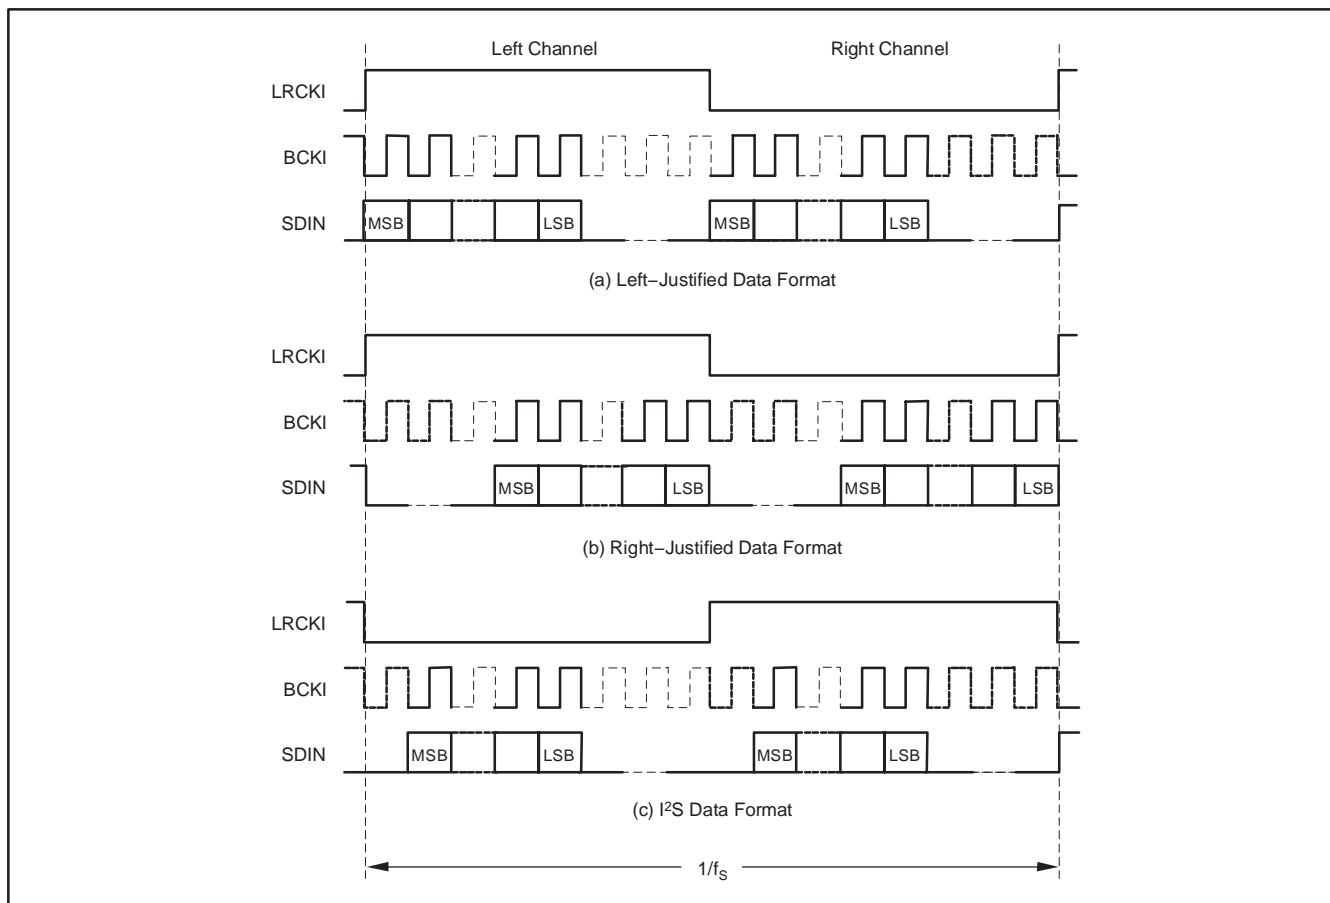 Left Channel Right Channel
LRCKI
BCKI
SDIN MSB LSB MSB LSB
(a) Left−Justified Data Format
LRCKI
BCKI
SDIN MSB LSB MSB LSB
(b) Right−Justified Data Format
LRCKI
BCKI
SDIN MSB LSB MSB LSB
(c) I²S Data Format
1/fS